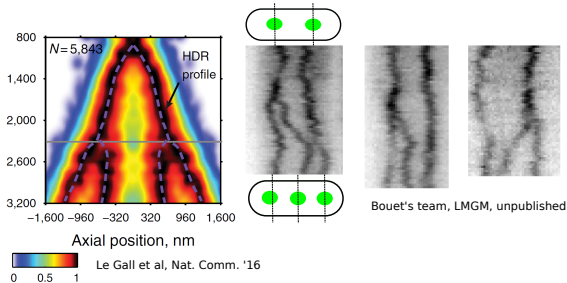 N=5,843
HDR
profile
800
1,400
2,000
2,600
3,200
−1,600 −960 −320 320 960 1,600
Axial position, nm
0 0.5 1
Le Gall et al, Nat. Comm. '16
Bouet's team, LMGM, unpublished